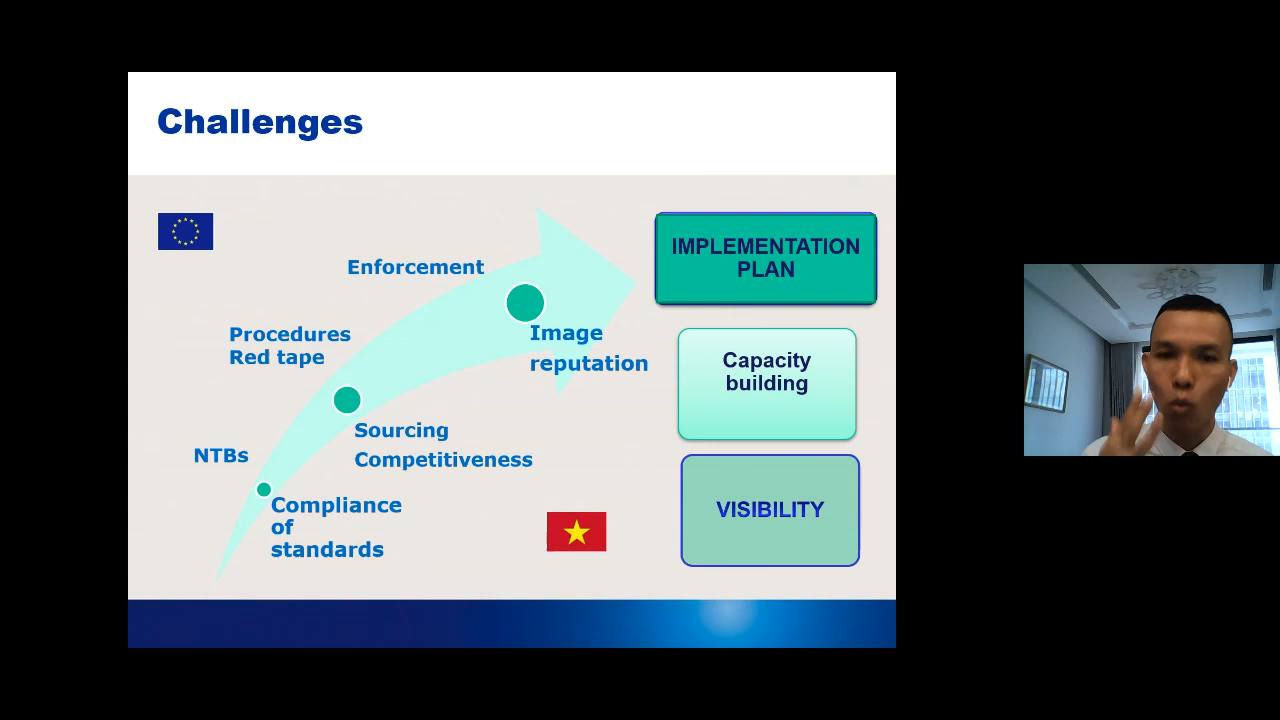 Challenges
Enforcement
Procedures
Red tape
NTBs
Image
reputation
Sourcing
Competitiveness
Compliance
of
standards
IMPLEMENTATION
PLAN
Capacity
building
VISIBILITY